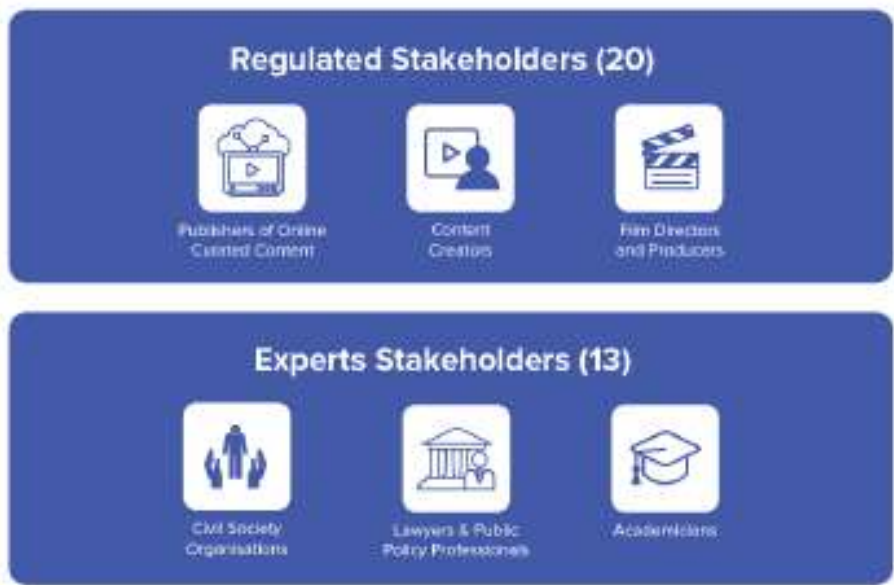 Regulated Stakeholders (20)
Publishers of Online
Curated Content
Content
Creators
Film Directors
and Producers
Experts Stakeholders (13)
Civil Society
Organisations
Lawyers & Public
Policy Professionals
Academicians